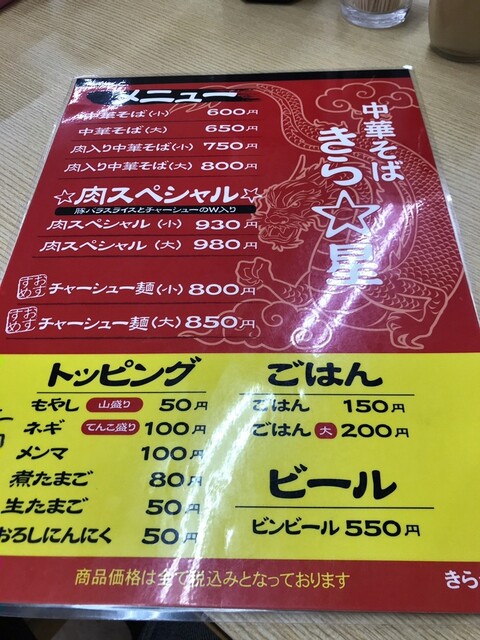 メニュー
中華そば(小) 600円
中華そば(大) 650円
肉入り中華そば(小) 750円
肉入り中華そば(大) 800円
☆肉スペシャル☆
豚バラスライスとチャーシューのW入り
肉スペシャル(小) 930円
肉スペシャル(大) 980円
おすすめ チャーシュー麺(小) 800円
おすすめ チャーシュー麺(大) 850円
中華そば
きら☆星
トッピング
もやし 山盛り 50円
ネギ てんこ盛り 100円
メンマ 100円
煮たまご 80円
生たまご 50円
おろしにんにく 50円
ごはん
ごはん 150円
ごはん 大 200円
ビール
ビンビール 550円
商品価格は全て税込みとなっております
きら